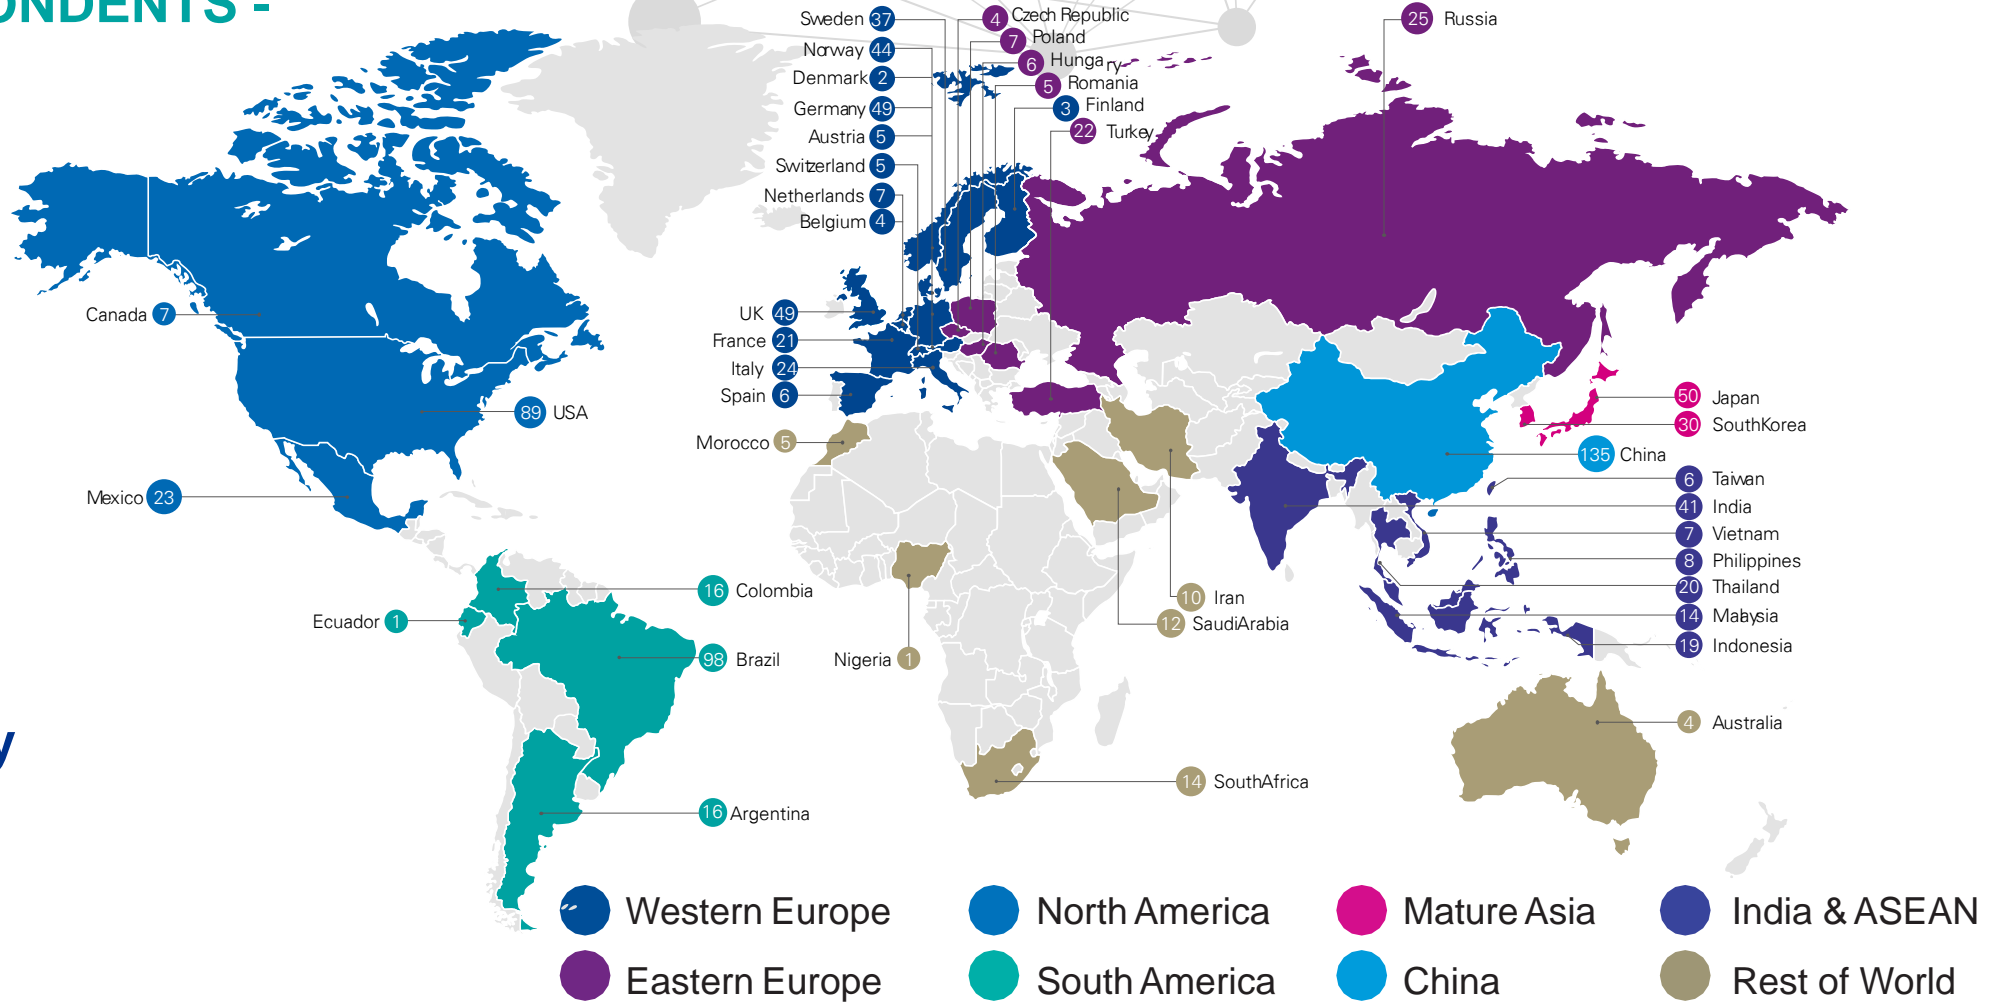 ONDENTS -
Sweden 37
Norway 44
Denmark 2
Germany 49
Austria 5
Switzerland 5
Netherlands 7
Belgium 4
4 Czech Republic
7 Poland
6 Hungary
5 Romania
3 Finland
22 Turkey
25 Russia
Canada 7
UK 49
France 21
Italy 24
Spain 6
89 USA
Morocco 5
Mexico 23
50 Japan
30 SouthKorea
135 China
6 Taiwan
41 India
7 Vietnam
8 Philippines
20 Thailand
14 Malaysia
19 Indonesia
16 Colombia
Ecuador 1
98 Brazil
Nigeria 1
10 Iran
12 SaudiArabia
4 Australia
y
14 SouthAfrica
16 Argentina
Western Europe
North America
Mature Asia
India & ASEAN
Eastern Europe
South America
China
Rest of World